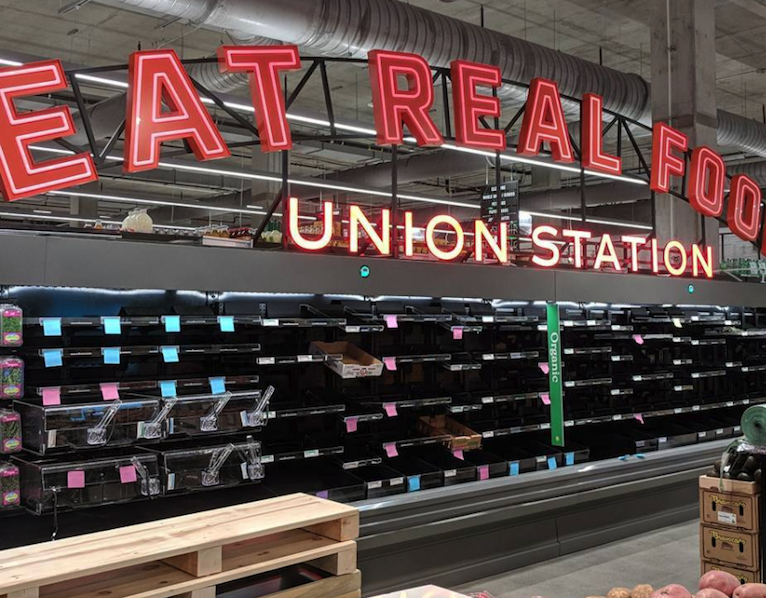 EAT REAL FOO
UNION STATION
Organic